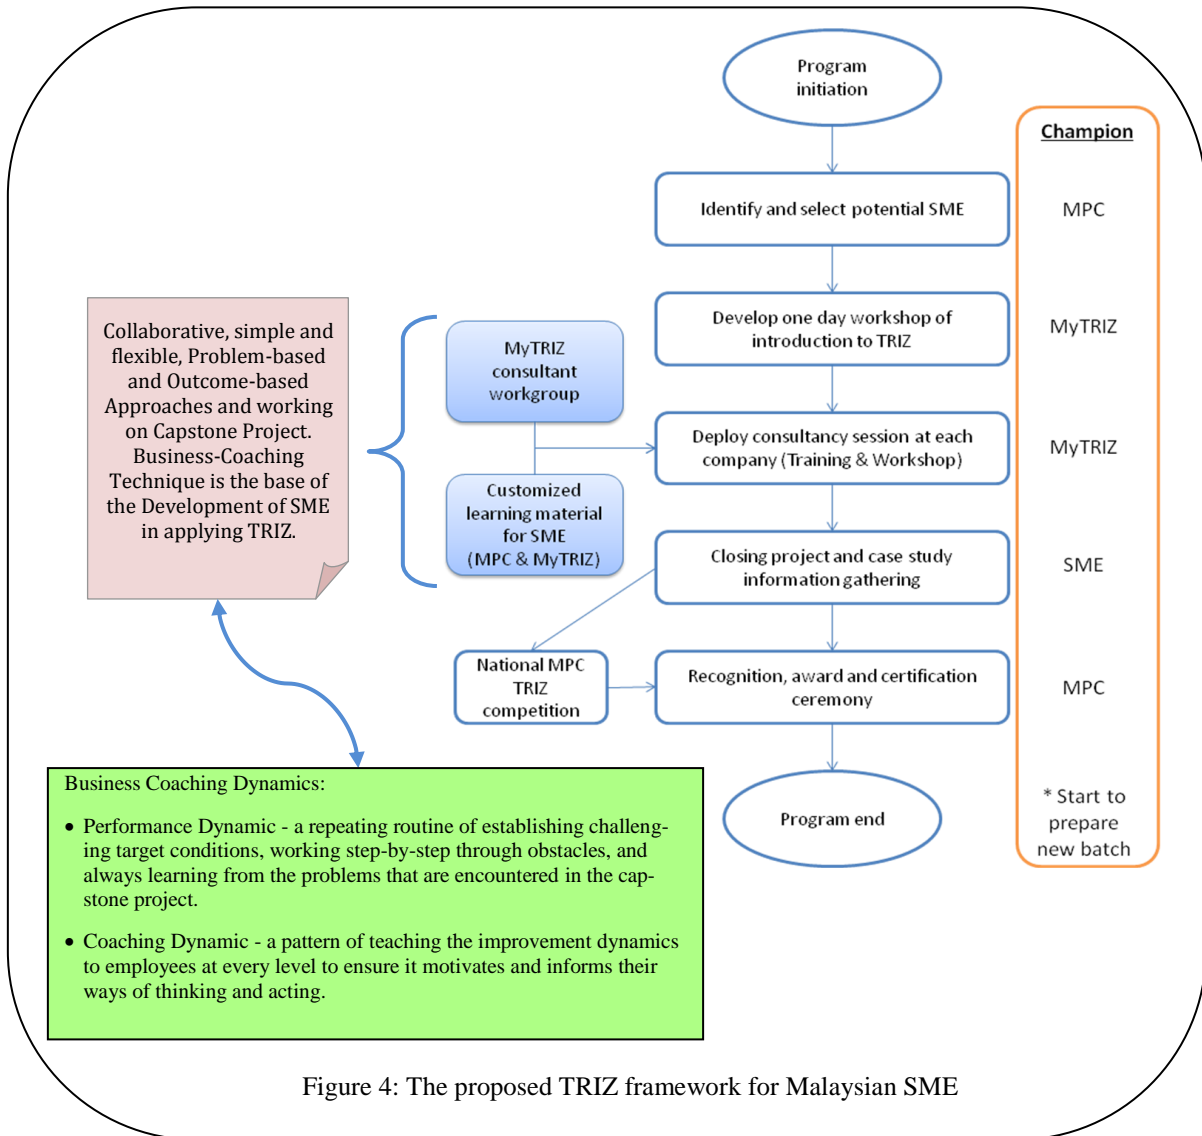 Program
initiation
Champion
Identify and select potential SME
MPC
Develop one day workshop of
introduction to TRIZ
MyTRIZ
Collaborative, simple and
flexible, Problem-based
and Outcome-based
Approaches and working
on Capstone Project.
Business-Coaching
Technique is the base of
the Development of SME
in applying TRIZ.
MyTRIZ
consultant
workgroup
Deploy consultancy session at each
company (Training & Workshop)
MyTRIZ
Customized
learning material
for SME
(MPC & MyTRIZ)
Closing project and case study
information gathering
SME
National MPC
TRIZ
competition
Recognition, award and certification
ceremony
MPC
Program end
* Start to
prepare
new batch
Business Coaching Dynamics:
• Performance Dynamic - a repeating routine of establishing challeng-
ing target conditions, working step-by-step through obstacles, and
always learning from the problems that are encountered in the cap-
stone project.
• Coaching Dynamic - a pattern of teaching the improvement dynamics
to employees at every level to ensure it motivates and informs their
ways of thinking and acting.
Figure 4: The proposed TRIZ framework for Malaysian SME